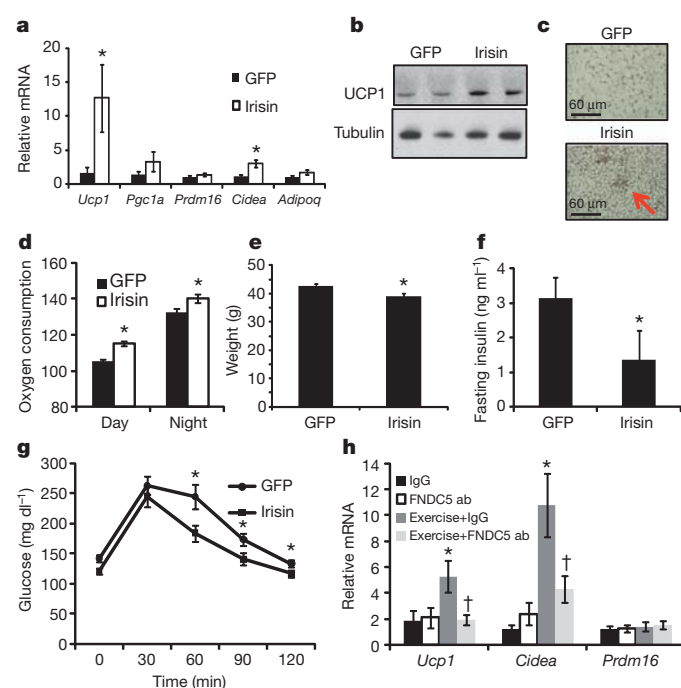 a
Relative mRNA
20
15
10
5
0
*
*
GFP
Irisin
Ucp1 Pgc1a Prdm16 Cidea Adipoq
b
GFP Irisin
UCP1
Tubulin
c
GFP
60 μm
Irisin
60 μm
d
Oxygen consumption
160
140
120
100
80
GFP
Irisin
*
*
Day Night
e
Weight (g)
50
40
30
20
10
0
*
GFP Irisin
f
Fasting insulin (ng ml⁻¹)
4
3
2
1
0
*
GFP Irisin
g
Glucose (mg dl⁻¹)
300
250
200
150
100
50
0
*
*
*
GFP
Irisin
0 30 60 90 120
Time (min)
h
Relative mRNA
14
12
10
8
6
4
2
0
IgG
FNDC5 ab
Exercise+IgG
Exercise+FNDC5 ab
*
†
*
†
Ucp1 Cidea Prdm16